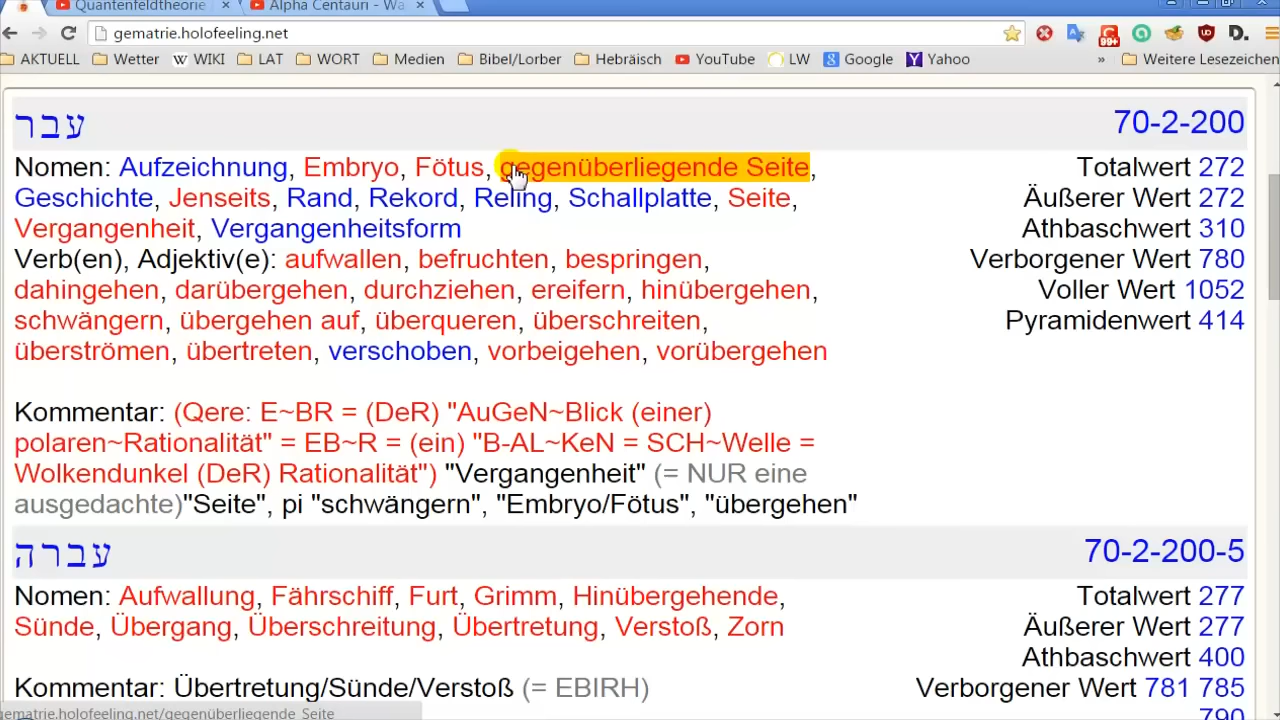 Quantenfeldtheorie × Alpha Centauri - Wa ×
gematrie.holofeeling.net
99+ UD D.
AKTUELL Wetter W WIKI LAT WORT Medien Bibel/Lorber Hebräisch YouTube LW Google Yahoo » Weitere Lesezeichen
עבר 70-2-200
Nomen: Aufzeichnung, Embryo, Fötus, gegenüberliegende Seite, Totalwert 272
Geschichte, Jenseits, Rand, Rekord, Reling, Schallplatte, Seite, Äußerer Wert 272
Vergangenheit, Vergangenheitsform Athbaschwert 310
Verb(en), Adjektiv(e): aufwallen, befruchten, bespringen, Verborgener Wert 780
dahingehen, darübergehen, durchziehen, ereifern, hinübergehen, Voller Wert 1052
schwängern, übergehen auf, überqueren, überschreiten, Pyramidenwert 414
überströmen, übertreten, verschoben, vorbeigehen, vorübergehen
Kommentar: (Qere: E~BR = (DeR) "AuGeN~Blick (einer)
polaren~Rationalität" = EB~R = (ein) "B-AL~KeN = SCH~Welle =
Wolkendunkel (DeR) Rationalität") "Vergangenheit" (= NUR eine
ausgedachte)"Seite", pi "schwängern", "Embryo/Fötus", "übergehen"
עברה 70-2-200-5
Nomen: Aufwallung, Fährschiff, Furt, Grimm, Hinübergehende, Totalwert 277
Sünde, Übergang, Überschreitung, Übertretung, Verstoß, Zorn Äußerer Wert 277
Athbaschwert 400
Kommentar: Übertretung/Sünde/Verstoß (= EBIRH) Verborgener Wert 781 785
790
gematrie.holofeeling.net/gegenüberliegende Seite